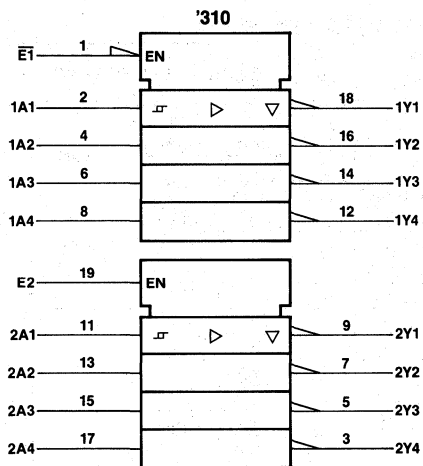 '310
E̅1̅ 1 EN
1A1 2 18 1Y1
1A2 4 16 1Y2
1A3 6 14 1Y3
1A4 8 12 1Y4
E2 19 EN
2A1 11 9 2Y1
2A2 13 7 2Y2
2A3 15 5 2Y3
2A4 17 3 2Y4